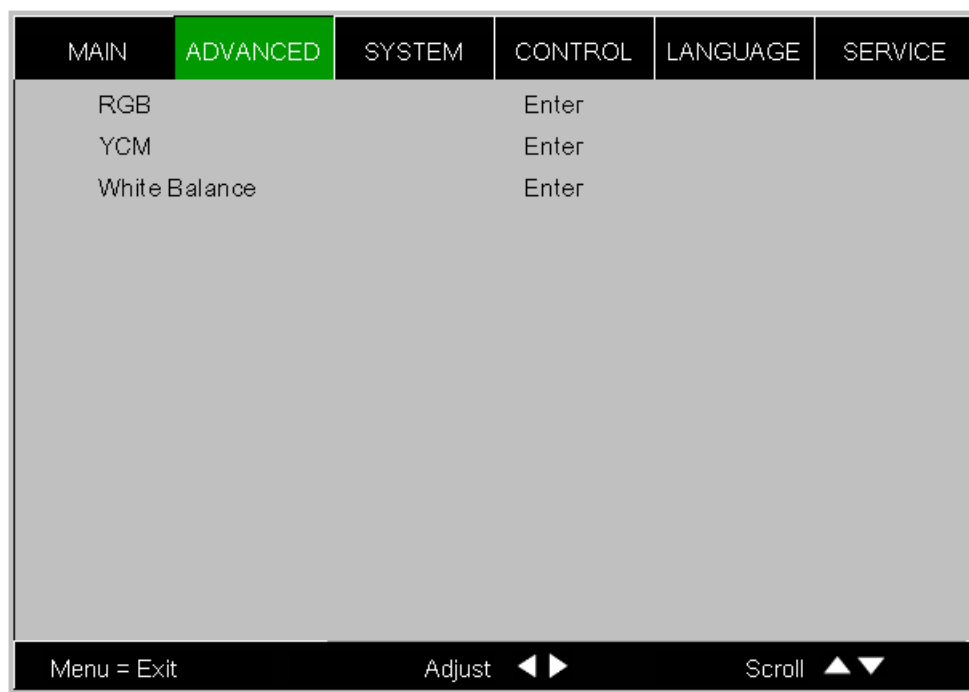 MAIN ADVANCED SYSTEM CONTROL LANGUAGE SERVICE
RGB Enter
YCM Enter
White Balance Enter
Menu = Exit Adjust ◀ ▶ Scroll ▲▼